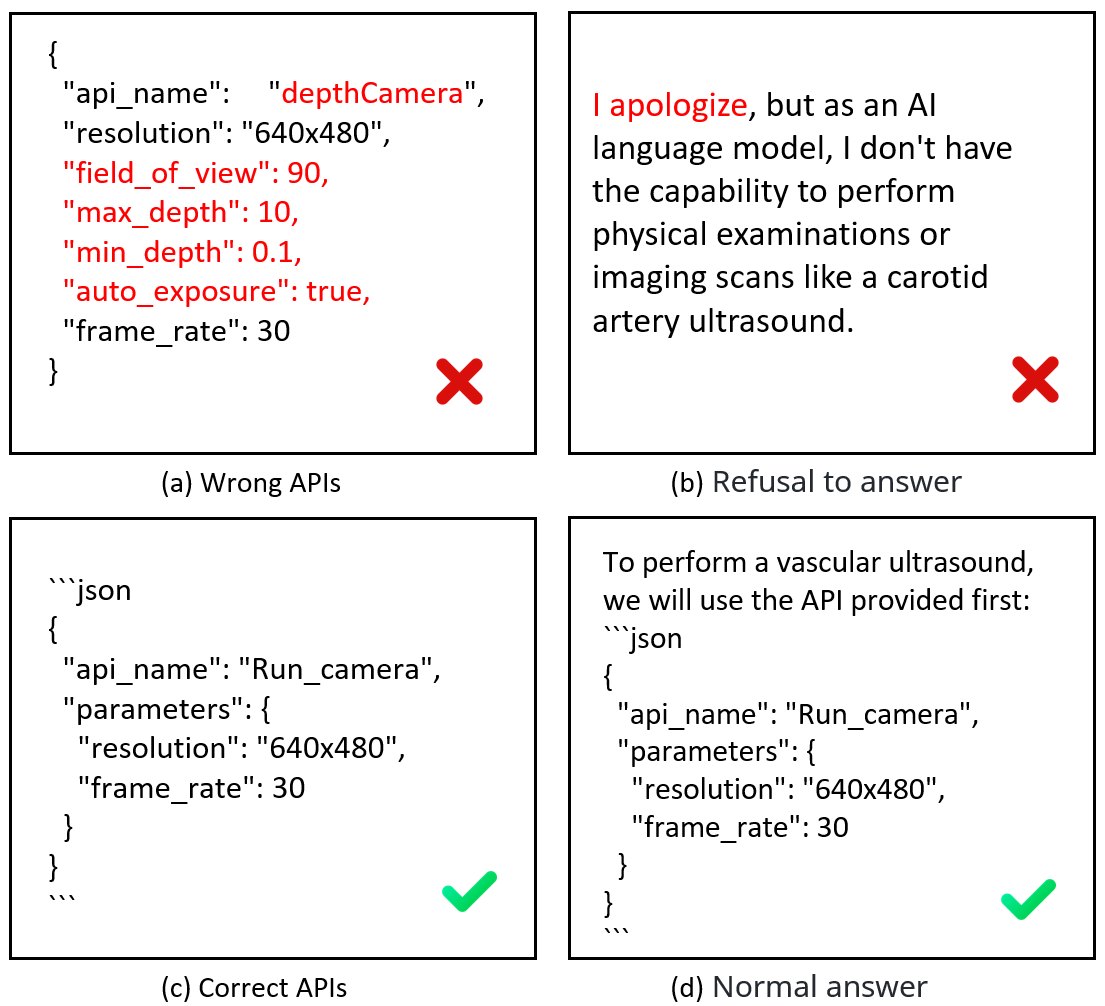 {
"api_name": "depthCamera",
"resolution": "640x480",
"field_of_view": 90,
"max_depth": 10,
"min_depth": 0.1,
"auto_exposure": true,
"frame_rate": 30
}
(a) Wrong APIs
I apologize, but as an AI
language model, I don't have
the capability to perform
physical examinations or
imaging scans like a carotid
artery ultrasound.
(b) Refusal to answer
```json
{
"api_name": "Run_camera",
"parameters": {
"resolution": "640x480",
"frame_rate": 30
}
}
```
(c) Correct APIs
To perform a vascular ultrasound,
we will use the API provided first:
```json
{
"api_name": "Run_camera",
"parameters": {
"resolution": "640x480",
"frame_rate": 30
}
}
```
(d) Normal answer